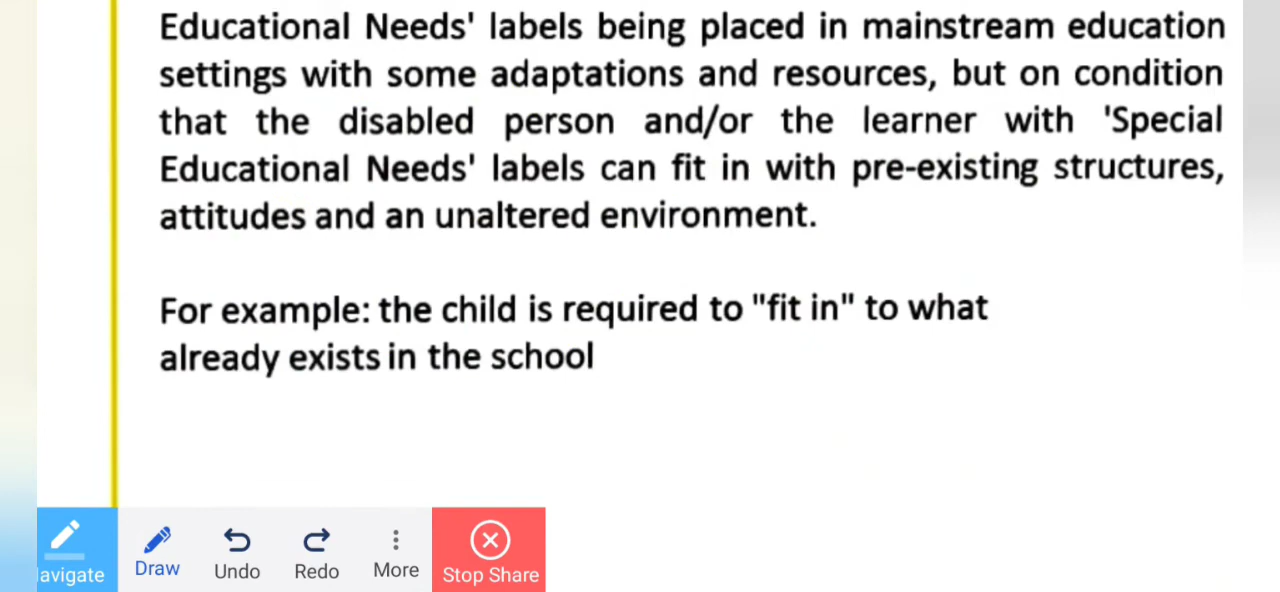 Educational Needs' labels being placed in mainstream education
settings with some adaptations and resources, but on condition
that the disabled person and/or the learner with 'Special
Educational Needs' labels can fit in with pre-existing structures,
attitudes and an unaltered environment.
For example: the child is required to "fit in" to what
already exists in the school
avigate Draw Undo Redo More Stop Share